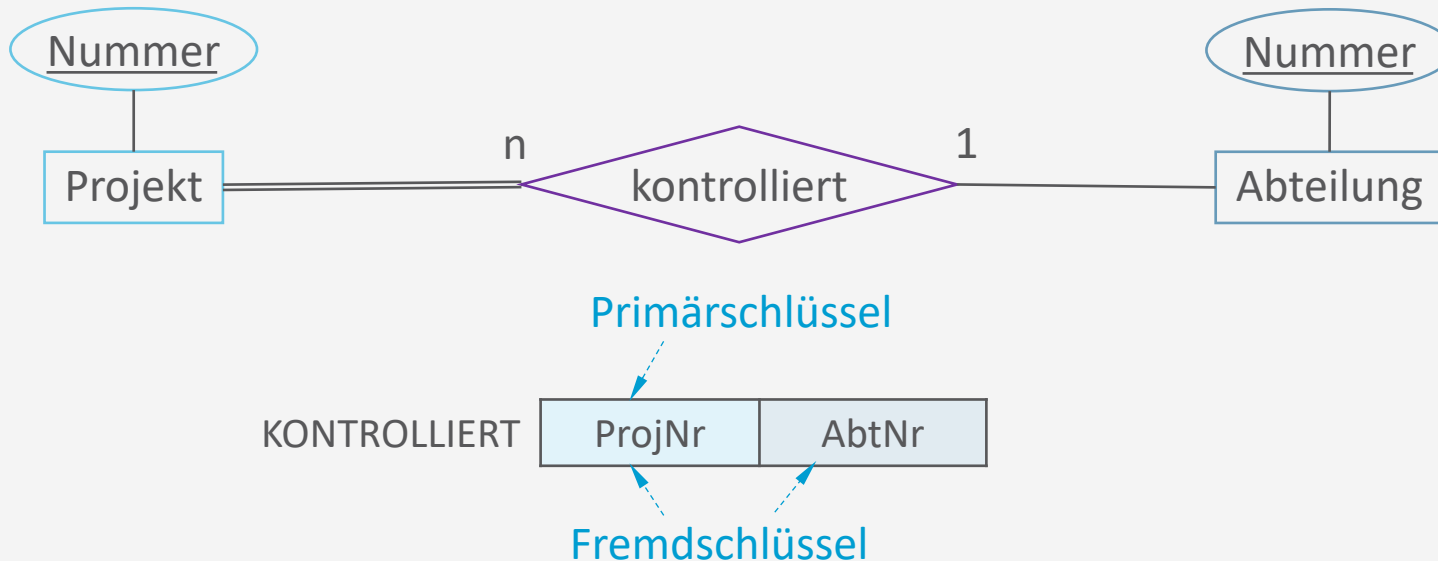 Nummer
Nummer
n
1
Projekt
kontrolliert
Abteilung
Primärschlüssel
KONTROLLIERT
ProjNr
AbtNr
Fremdschlüssel